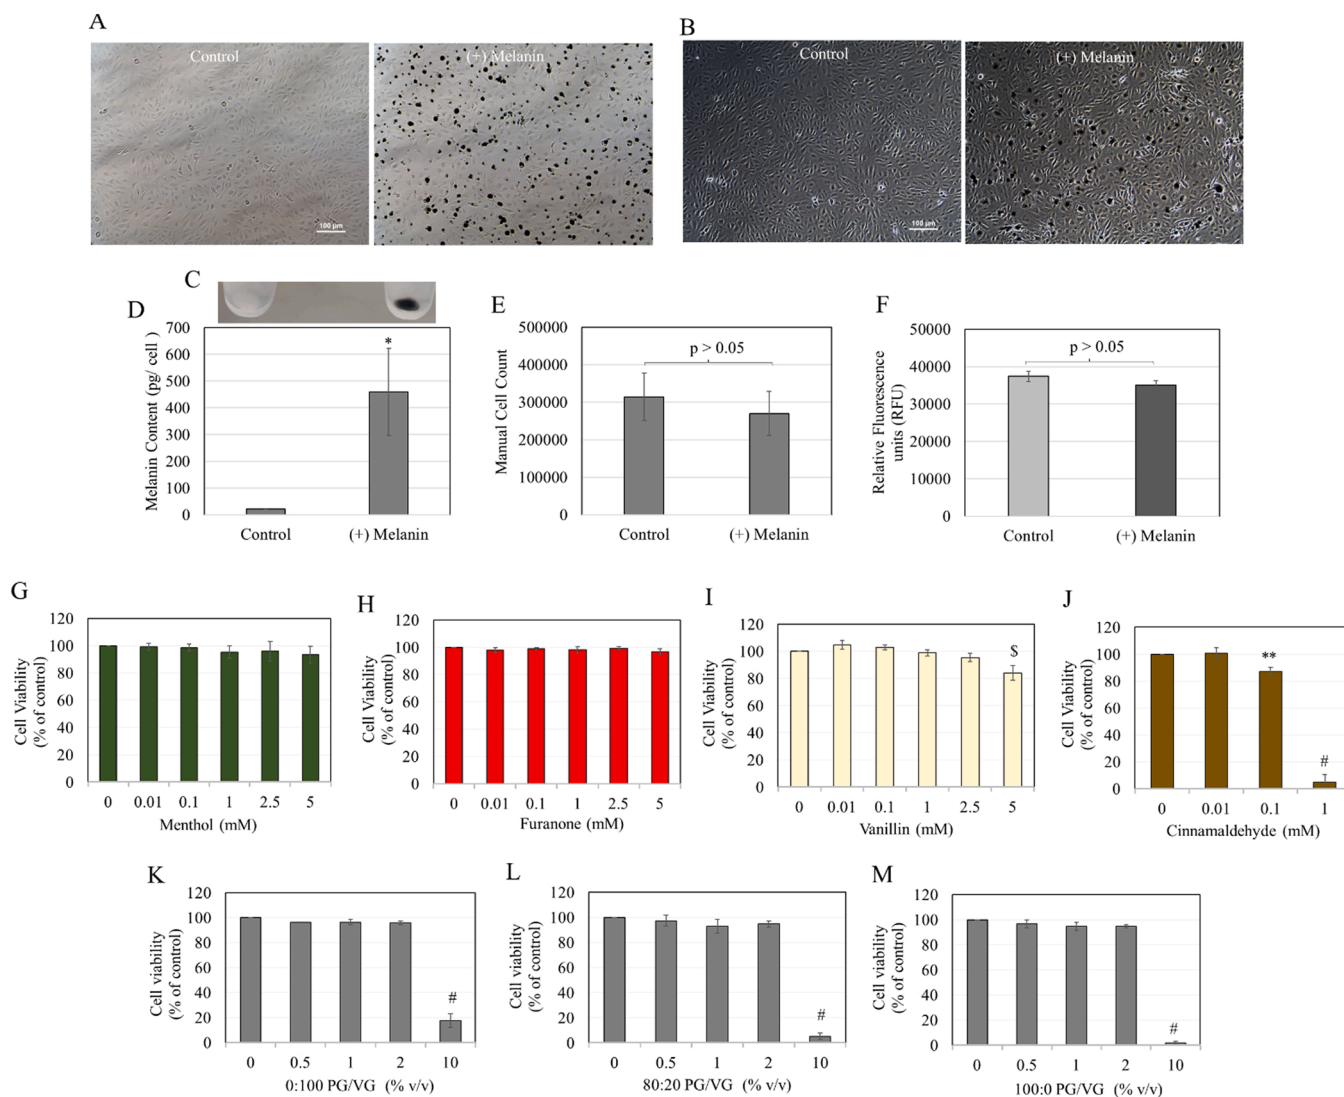 A
Control
(+) Melanin
100 μm
B
Control
(+) Melanin
100 μm
C
D
Melanin Content (pg/ cell )
700
600
500
400
300
200
100
0
*
Control
(+) Melanin
E
Manual Cell Count
500000
400000
300000
200000
100000
0
p > 0.05
Control
(+) Melanin
F
Relative Fluorescence
units (RFU)
50000
40000
30000
20000
10000
0
p > 0.05
Control
(+) Melanin
G
Cell Viability
(% of control)
120
100
80
60
40
20
0
0 0.01 0.1 1 2.5 5
Menthol (mM)
H
Cell Viability
(% of control)
120
100
80
60
40
20
0
0 0.01 0.1 1 2.5 5
Furanone (mM)
I
Cell Viability
(% of control)
120
100
80
60
40
20
0
$
0 0.01 0.1 1 2.5 5
Vanillin (mM)
J
Cell Viability
(% of control)
120
100
80
60
40
20
0
**
#
0 0.01 0.1 1
Cinnamaldehyde (mM)
K
Cell viability
(% of control)
120
100
80
60
40
20
0
#
0 0.5 1 2 10
0:100 PG/VG (% v/v)
L
Cell viability
(% of control)
120
100
80
60
40
20
0
#
0 0.5 1 2 10
80:20 PG/VG (% v/v)
M
Cell viability
(% of control)
120
100
80
60
40
20
0
#
0 0.5 1 2 10
100:0 PG/VG (% v/v)